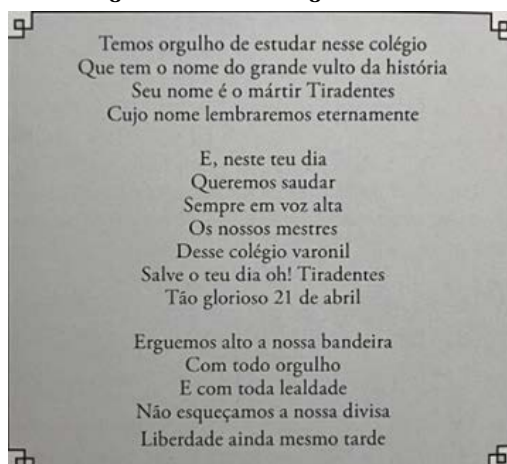 Temos orgulho de estudar nesse colégio
Que tem o nome do grande vulto da história
Seu nome é o mártir Tiradentes
Cujo nome lembraremos eternamente
E, neste teu dia
Queremos saudar
Sempre em voz alta
Os nossos mestres
Desse colégio varonil
Salve o teu dia oh! Tiradentes
Tão glorioso 21 de abril
Erguemos alto a nossa bandeira
Com todo orgulho
E com toda lealdade
Não esqueçamos a nossa divisa
Liberdade ainda mesmo tarde